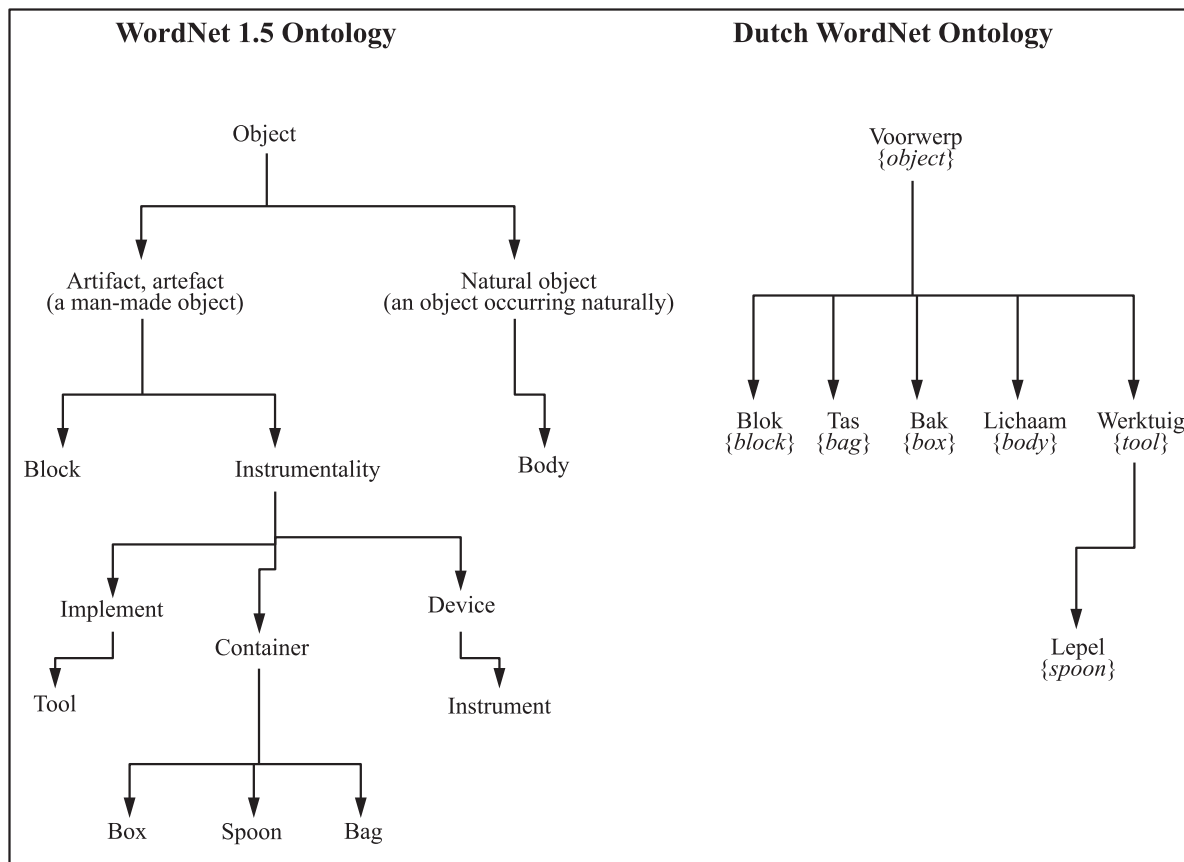 WordNet 1.5 Ontology
Object
Artifact, artefact
(a man-made object)
Natural object
(an object occurring naturally)
Block
Instrumentality
Body
Implement
Container
Device
Tool
Instrument
Box
Spoon
Bag
Dutch WordNet Ontology
Voorwerp
{object}
Blok
{block}
Tas
{bag}
Bak
{box}
Lichaam
{body}
Werktuig
{tool}
Lepel
{spoon}